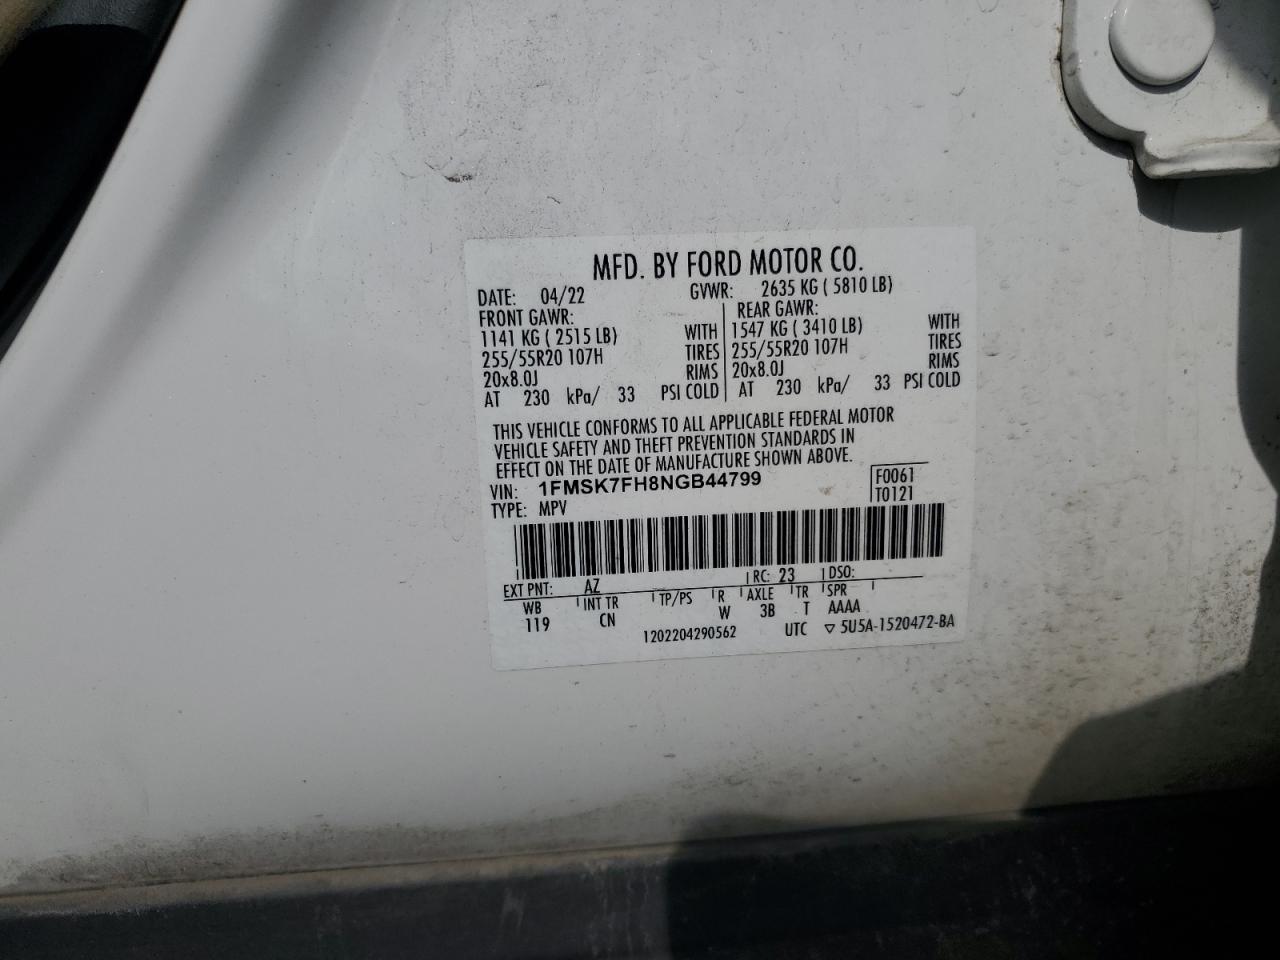 MFD. BY FORD MOTOR CO.
DATE: 04/22 GVWR: 2635 KG ( 5810 LB)
FRONT GAWR: REAR GAWR:
1141 KG ( 2515 LB) WITH 1547 KG ( 3410 LB) WITH
255/55R20 107H TIRES 255/55R20 107H TIRES
20x8.0J RIMS 20x8.0J RIMS
AT 230 kPa/ 33 PSI COLD AT 230 kPa/ 33 PSI COLD
THIS VEHICLE CONFORMS TO ALL APPLICABLE FEDERAL MOTOR
VEHICLE SAFETY AND THEFT PREVENTION STANDARDS IN
EFFECT ON THE DATE OF MANUFACTURE SHOWN ABOVE.
VIN: 1FMSK7FH8NGB44799 F0061
TYPE: MPV T0121
EXT PNT: AZ RC: 23 DSO:
WB INT TR TP/PS R AXLE TR SPR
119 CN W 3B T AAAA
1202204290562 UTC ▽ 5U5A-1520472-BA